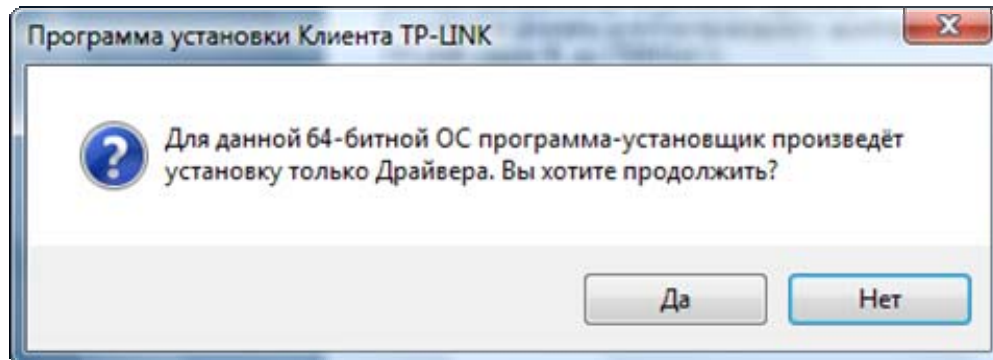 Программа установки Клиента TP-LINK
Для данной 64-битной ОС программа-установщик произведёт
установку только Драйвера. Вы хотите продолжить?
Да
Нет